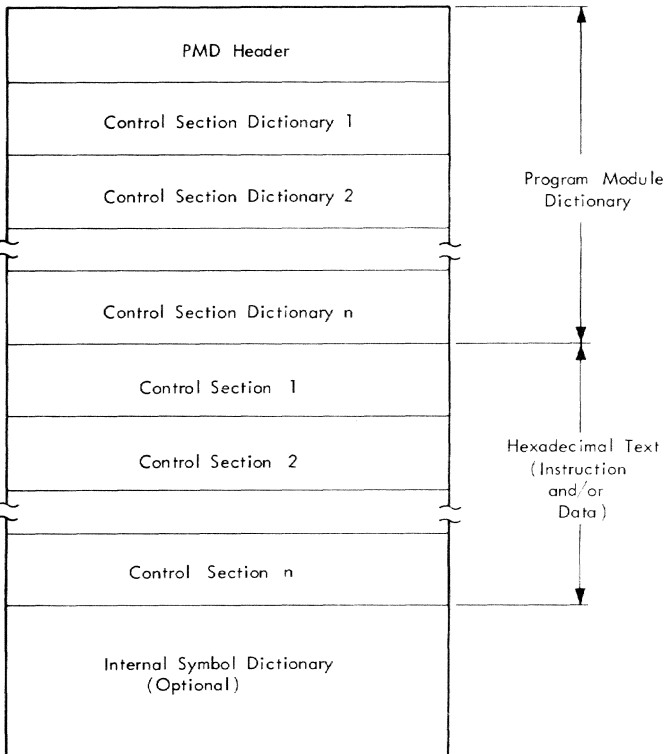 PMD Header
Control Section Dictionary 1
Control Section Dictionary 2
Program Module
Dictionary
Control Section Dictionary n
Control Section 1
Control Section 2
Hexadecimal Text
(Instruction
and/or
Data)
Control Section n
Internal Symbol Dictionary
(Optional)